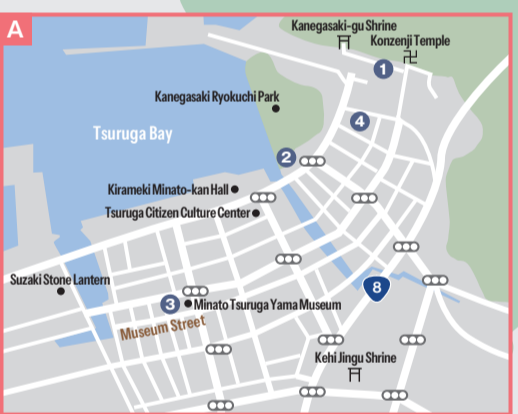 A
Kanegasaki-gu Shrine
Konzenji Temple
1
Kanegasaki Ryokuchi Park
4
Tsuruga Bay
2
Kirameki Minato-kan Hall
Tsuruga Citizen Culture Center
Suzaki Stone Lantern
8
3
Minato Tsuruga Yama Museum
Museum Street
Kehi Jingu Shrine